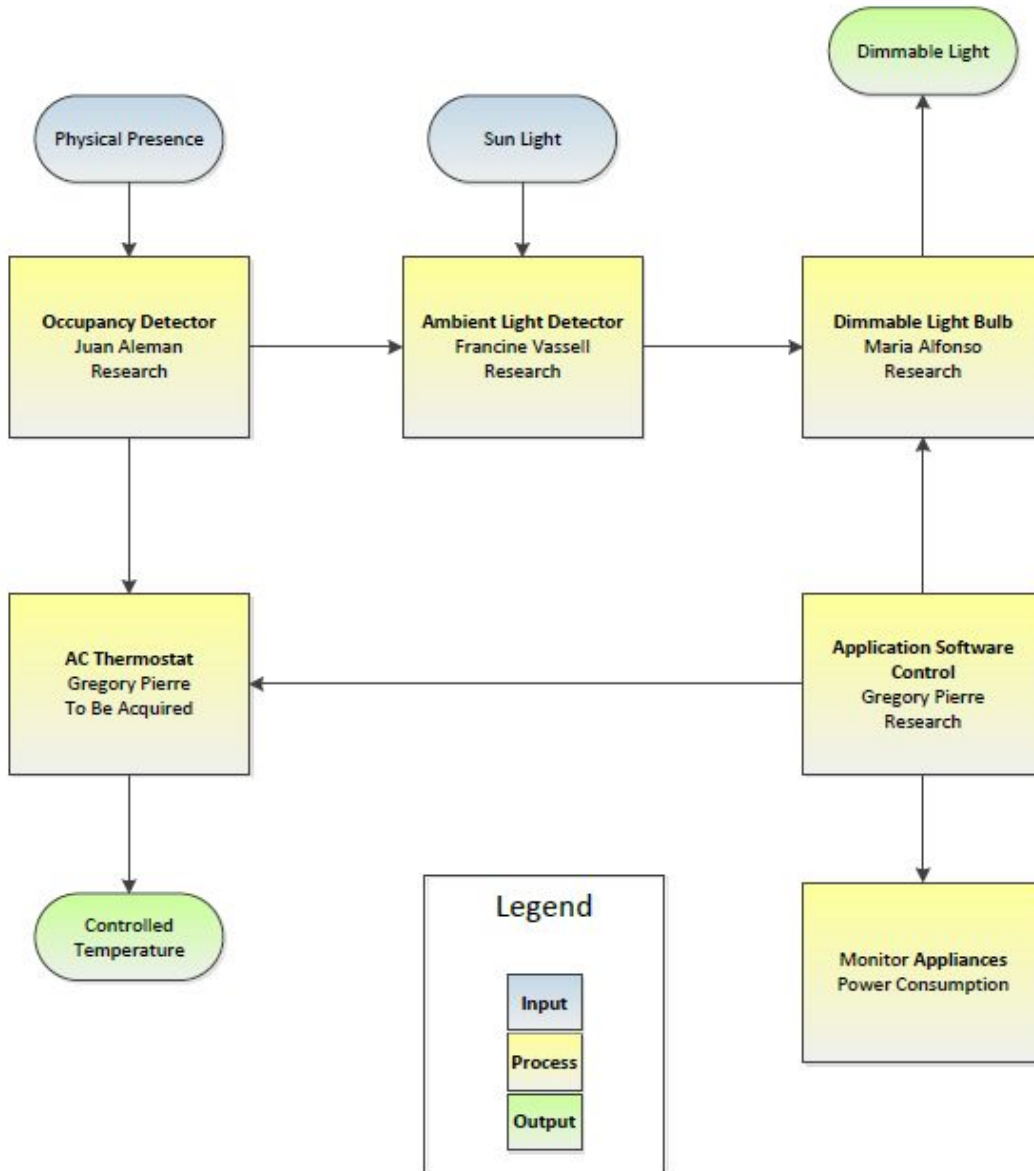 Dimmable Light
Physical Presence
Sun Light
Occupancy Detector
Juan Aleman
Research
Ambient Light Detector
Francine Vassell
Research
Dimmable Light Bulb
Maria Alfonso
Research
AC Thermostat
Gregory Pierre
To Be Acquired
Application Software
Control
Gregory Pierre
Research
Controlled
Temperature
Monitor Appliances
Power Consumption
Legend
Input
Process
Output